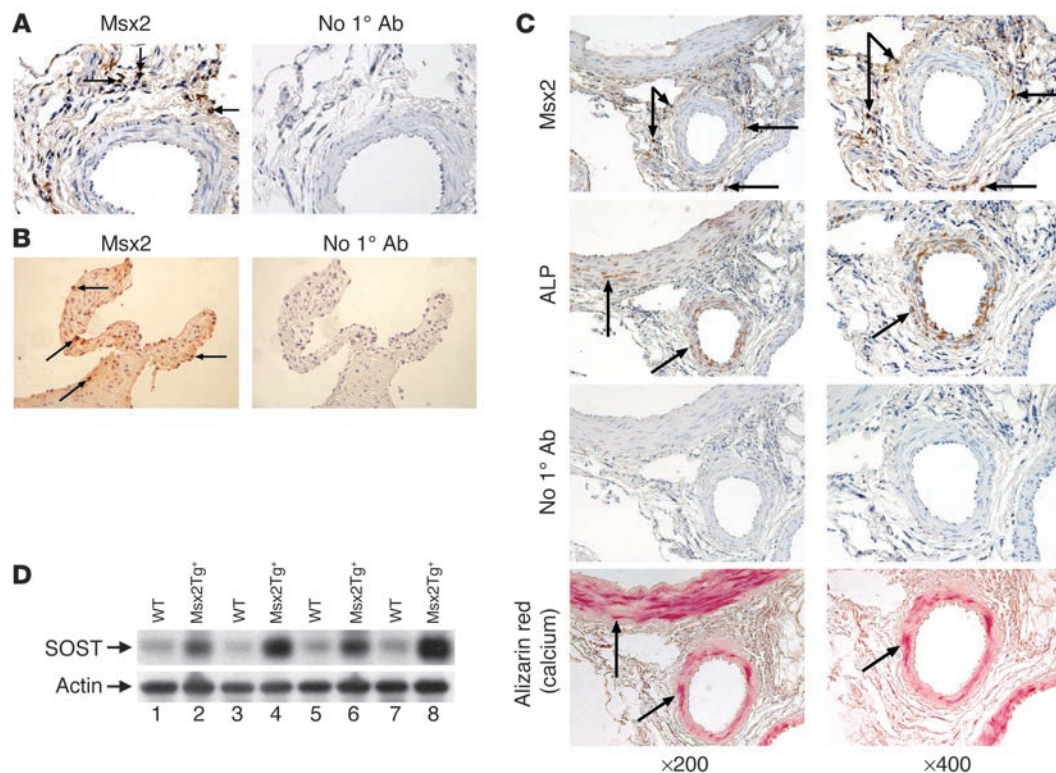 A
Msx2
No 1° Ab
B
Msx2
No 1° Ab
C
Msx2
ALP
No 1° Ab
Alizarin red
(calcium)
×200
×400
D
WT
Msx2Tg⁺
WT
Msx2Tg⁺
WT
Msx2Tg⁺
WT
Msx2Tg⁺
SOST
Actin
1 2 3 4 5 6 7 8